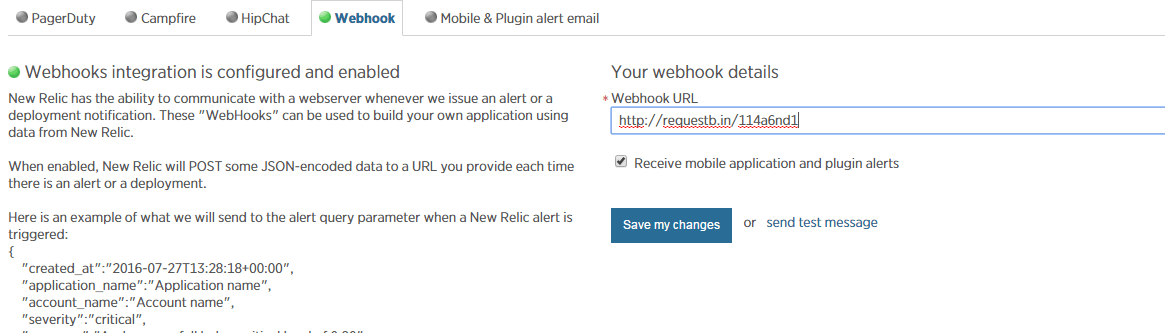 PagerDuty Campfire HipChat Webhook Mobile & Plugin alert email
Webhooks integration is configured and enabled
New Relic has the ability to communicate with a webserver whenever we issue an alert or a
deployment notification. These "WebHooks" can be used to build your own application using
data from New Relic.
When enabled, New Relic will POST some JSON-encoded data to a URL you provide each time
there is an alert or a deployment.
Here is an example of what we will send to the alert query parameter when a New Relic alert is
triggered:
{
"created_at":"2016-07-27T13:28:18+00:00",
"application_name":"Application name",
"account_name":"Account name",
"severity":"critical",
Your webhook details
* Webhook URL
http://requestb.in/114a6nd1
Receive mobile application and plugin alerts
Save my changes or send test message